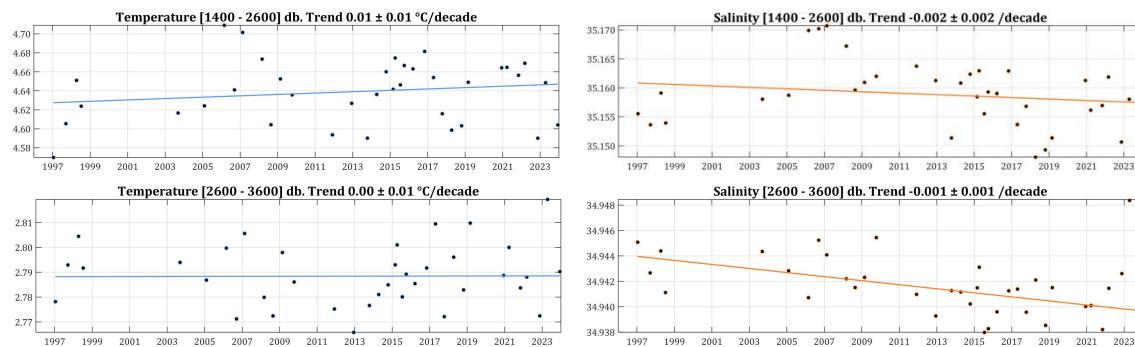 Temperature [1400 - 2600] db. Trend 0.01 ± 0.01 °C/decade
4.70
4.68
4.66
4.64
4.62
4.60
4.58
1997 1999 2001 2003 2005 2007 2009 2011 2013 2015 2017 2019 2021 2023
Salinity [1400 - 2600] db. Trend -0.002 ± 0.002 /decade
35.170
35.165
35.160
35.155
35.150
1997 1999 2001 2003 2005 2007 2009 2011 2013 2015 2017 2019 2021 2023
Temperature [2600 - 3600] db. Trend 0.00 ± 0.01 °C/decade
2.81
2.80
2.79
2.78
2.77
1997 1999 2001 2003 2005 2007 2009 2011 2013 2015 2017 2019 2021 2023
Salinity [2600 - 3600] db. Trend -0.001 ± 0.001 /decade
34.948
34.946
34.944
34.942
34.940
34.938
1997 1999 2001 2003 2005 2007 2009 2011 2013 2015 2017 2019 2021 2023